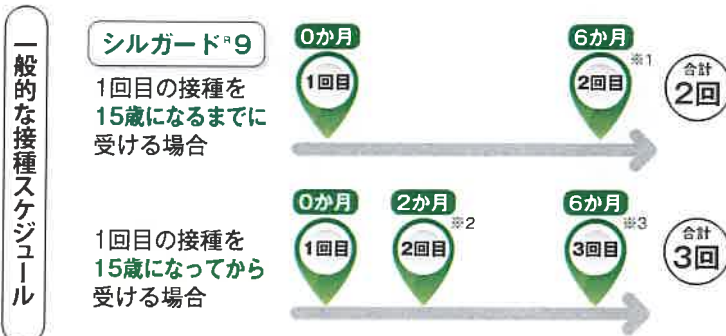 一般的な接種スケジュール
シルガード®9
1回目の接種を
15歳になるまでに
受ける場合
0か月
1回目
6か月
※1
2回目
合計
2回
1回目の接種を
15歳になってから
受ける場合
0か月
1回目
2か月
※2
2回目
6か月
※3
3回目
合計
3回